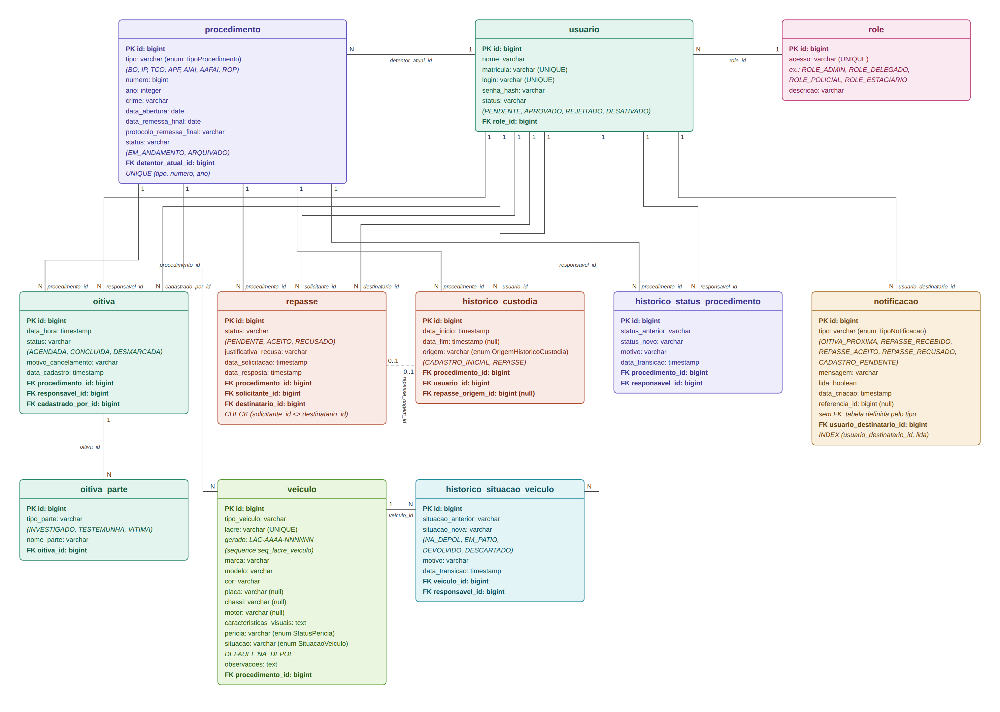 procedimento
PK id: bigint
tipo: varchar (enum TipoProcedimento)
(BO, IP, TCO, APF, AIAI, AAFAI, ROP)
numero: bigint
ano: integer
crime: varchar
data_abertura: date
data_remessa_final: date
protocolo_remessa_final: varchar
status: varchar
(EM_ANDAMENTO, ARQUIVADO)
FK detentor_atual_id: bigint
UNIQUE (tipo, numero, ano)
N
1
detentor_atual_id
usuario
PK id: bigint
nome: varchar
matricula: varchar (UNIQUE)
login: varchar (UNIQUE)
senha_hash: varchar
status: varchar
(PENDENTE, APROVADO, REJEITADO, DESATIVADO)
FK role_id: bigint
N
1
role_id
role
PK id: bigint
acesso: varchar (UNIQUE)
ex.: ROLE_ADMIN, ROLE_DELEGADO,
ROLE_POLICIAL, ROLE_ESTAGIARIO
descricao: varchar
1 1 1 1 1 1 1 1
1 1 1 1 1
procedimento_id
responsavel_id
N procedimento_id N responsavel_id N cadastrado_por_id N procedimento_id N solicitante_id N destinatario_id N procedimento_id N usuario_id N procedimento_id N responsavel_id N usuario_destinatario_id
oitiva
PK id: bigint
data_hora: timestamp
status: varchar
(AGENDADA, CONCLUIDA, DESMARCADA)
motivo_cancelamento: varchar
data_cadastro: timestamp
FK procedimento_id: bigint
FK responsavel_id: bigint
FK cadastrado_por_id: bigint
repasse
PK id: bigint
status: varchar
(PENDENTE, ACEITO, RECUSADO)
justificativa_recusa: varchar
data_solicitacao: timestamp
data_resposta: timestamp
FK procedimento_id: bigint
FK solicitante_id: bigint
FK destinatario_id: bigint
CHECK (solicitante_id <> destinatario_id)
0..1
0..1
repasse_origem_id
historico_custodia
PK id: bigint
data_inicio: timestamp
data_fim: timestamp (null)
origem: varchar (enum OrigemHistoricoCustodia)
(CADASTRO_INICIAL, REPASSE)
FK procedimento_id: bigint
FK usuario_id: bigint
FK repasse_origem_id: bigint (null)
historico_status_procedimento
PK id: bigint
status_anterior: varchar
status_novo: varchar
motivo: varchar
data_transicao: timestamp
FK procedimento_id: bigint
FK responsavel_id: bigint
notificacao
PK id: bigint
tipo: varchar (enum TipoNotificacao)
(OITIVA_PROXIMA, REPASSE_RECEBIDO,
REPASSE_ACEITO, REPASSE_RECUSADO,
CADASTRO_PENDENTE)
mensagem: varchar
lida: boolean
data_criacao: timestamp
referencia_id: bigint (null)
sem FK: tabela definida pelo tipo
FK usuario_destinatario_id: bigint
INDEX (usuario_destinatario_id, lida)
1
oitiva_id
N
oitiva_parte
PK id: bigint
tipo_parte: varchar
(INVESTIGADO, TESTEMUNHA, VITIMA)
nome_parte: varchar
FK oitiva_id: bigint
N
veiculo
PK id: bigint
tipo_veiculo: varchar
lacre: varchar (UNIQUE)
gerado: LAC-AAAA-NNNNNN
(sequence seq_lacre_veiculo)
marca: varchar
modelo: varchar
cor: varchar
placa: varchar (null)
chassi: varchar (null)
motor: varchar (null)
caracteristicas_visuais: text
pericia: varchar (enum StatusPericia)
situacao: varchar (enum SituacaoVeiculo)
DEFAULT 'NA_DEPOL'
observacoes: text
FK procedimento_id: bigint
1 N
veiculo_id
historico_situacao_veiculo
PK id: bigint
situacao_anterior: varchar
situacao_nova: varchar
(NA_DEPOL, EM_PATIO,
DEVOLVIDO, DESCARTADO)
motivo: varchar
data_transicao: timestamp
FK veiculo_id: bigint
FK responsavel_id: bigint
N